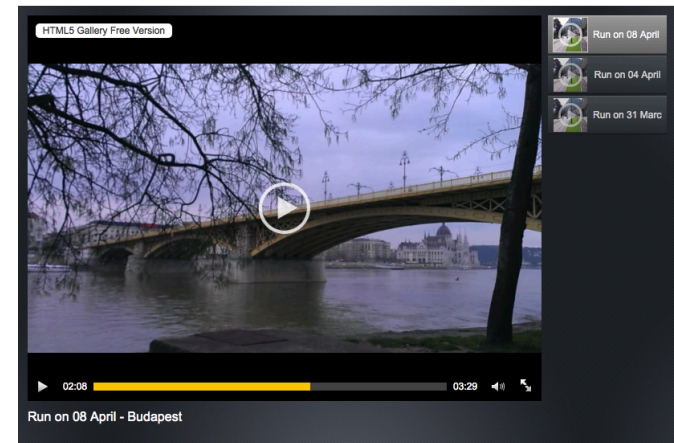 HTML5 Gallery Free Version
Run on 08 April
Run on 04 April
Run on 31 Marc
02:08
03:29
Run on 08 April - Budapest